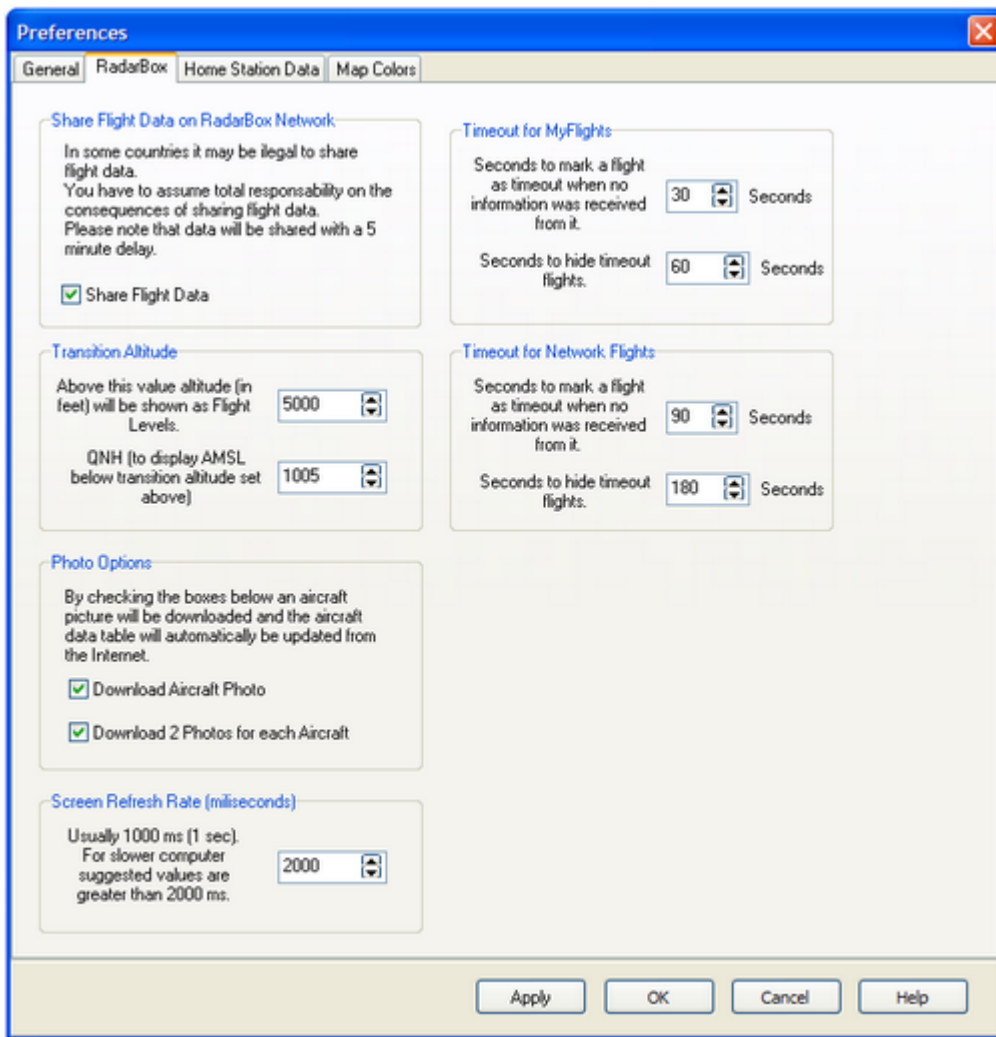 Preferences
General RadarBox Home Station Data Map Colors
Share Flight Data on RadarBox Network
In some countries it may be ilegal to share
flight data.
You have to assume total responsability on the
consequences of sharing flight data.
Please note that data will be shared with a 5
minute delay.
Share Flight Data
Transition Altitude
Above this value altitude (in
feet) will be shown as Flight
Levels.
5000
QNH (to display AMSL
below transition altitude set
above)
1005
Photo Options
By checking the boxes below an aircraft
picture will be downloaded and the aircraft
data table will automatically be updated from
the Internet.
Download Aircraft Photo
Download 2 Photos for each Aircraft
Screen Refresh Rate (miliseconds)
Usually 1000 ms (1 sec).
For slower computer
suggested values are
greater than 2000 ms.
2000
Timeout for MyFlights
Seconds to mark a flight
as timeout when no
information was received
from it.
30 Seconds
Seconds to hide timeout
flights.
60 Seconds
Timeout for Network Flights
Seconds to mark a flight
as timeout when no
information was received
from it.
90 Seconds
Seconds to hide timeout
flights.
180 Seconds
Apply OK Cancel Help